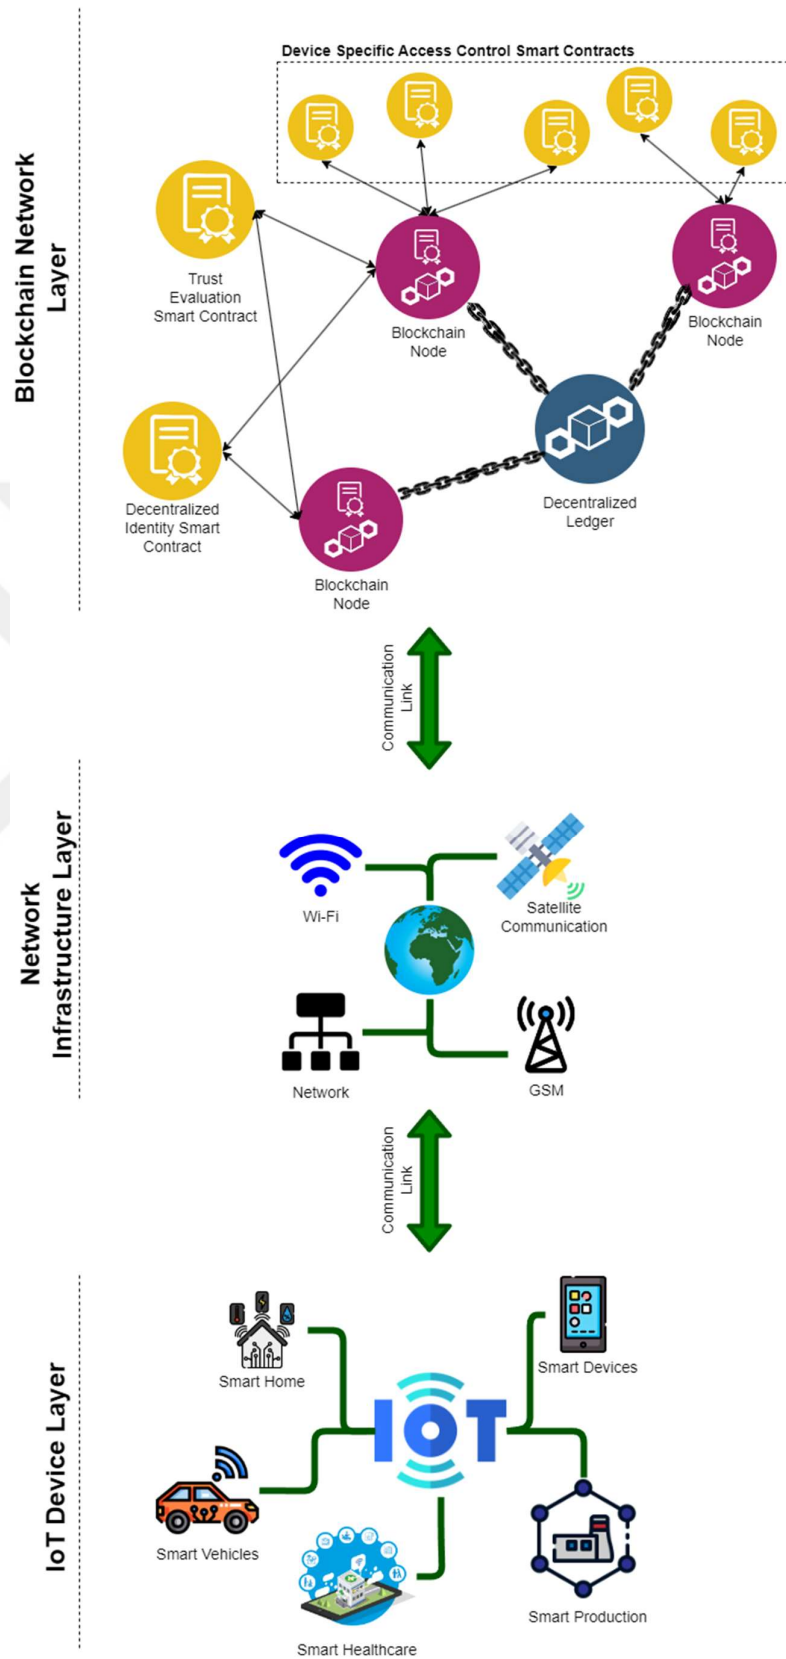 Device Specific Access Control Smart Contracts
Blockchain Network
Layer
Trust
Evaluation
Smart Contract
Blockchain
Node
Blockchain
Node
Decentralized
Identity Smart
Contract
Decentralized
Ledger
Blockchain
Node
Communication
Link
Network
Infrastructure Layer
Wi-Fi
Satellite
Communication
Network
GSM
Communication
Link
IoT Device Layer
Smart Home
Smart Devices
IOT
Smart Vehicles
Smart Production
Smart Healthcare